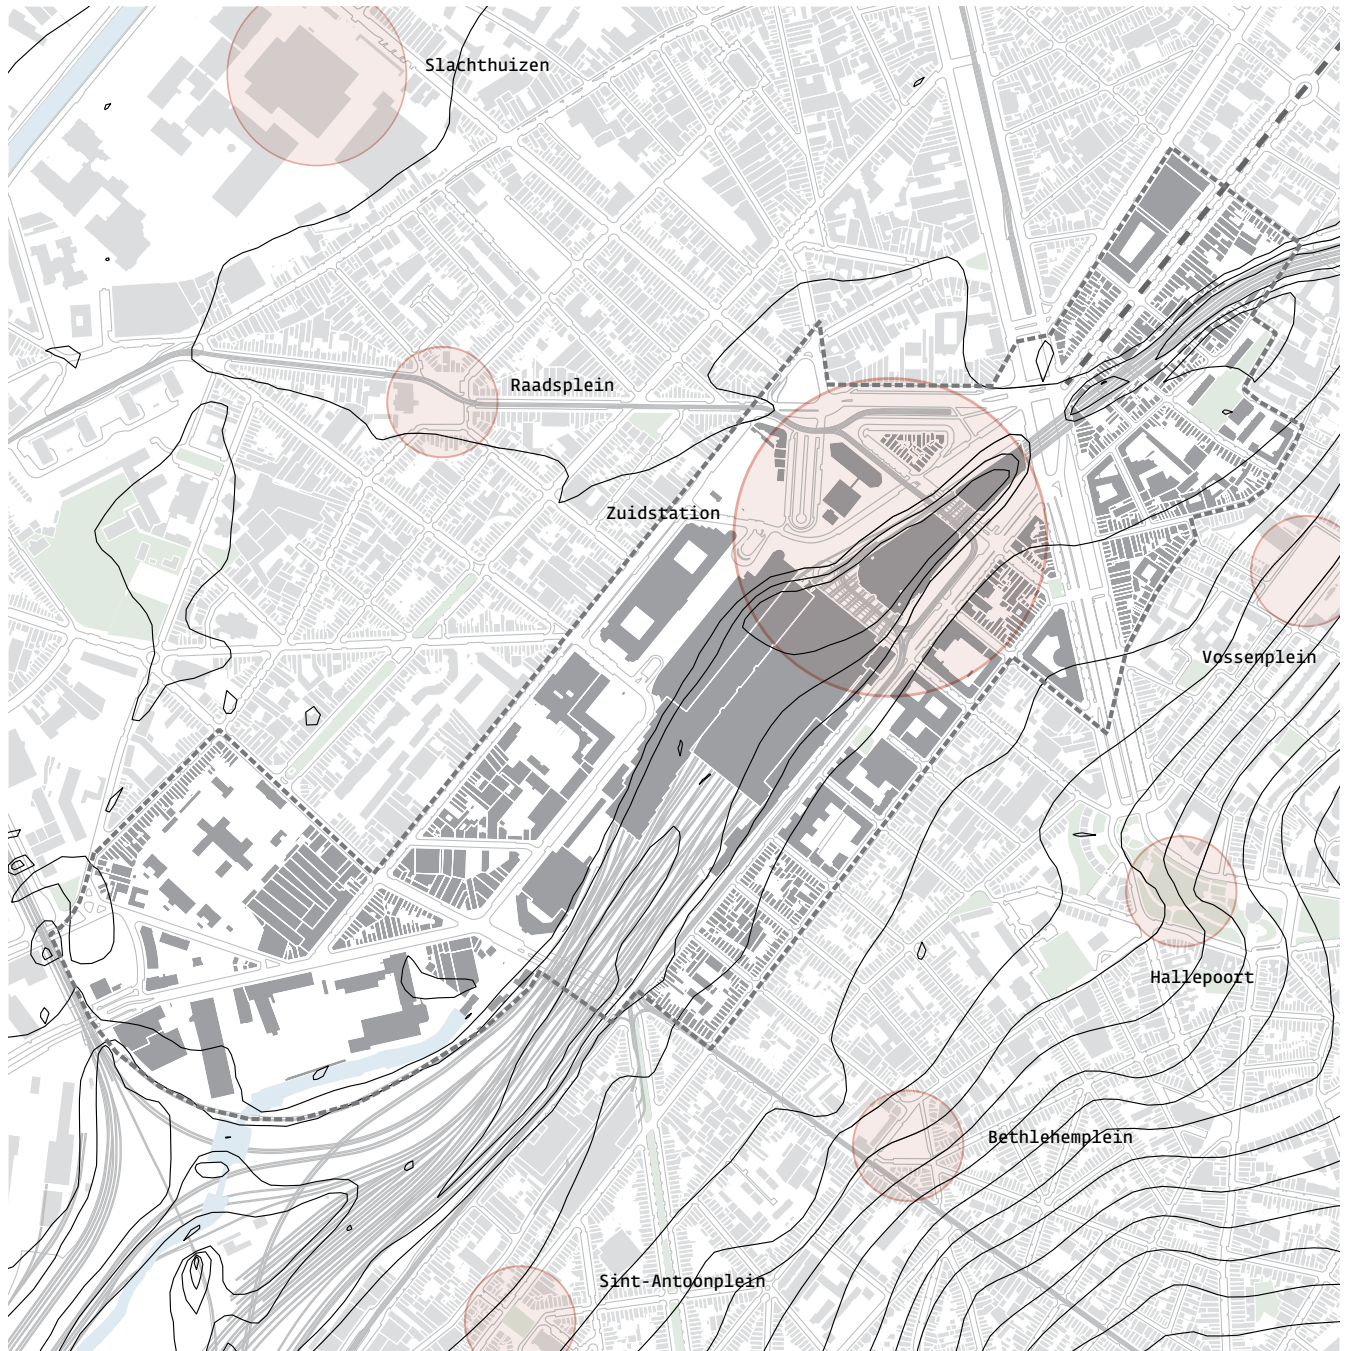 Slachthuizen
Raadsplein
Zuidstation
Vossenplein
Hallepoort
Bethlehemplein
Sint-Antoonplein